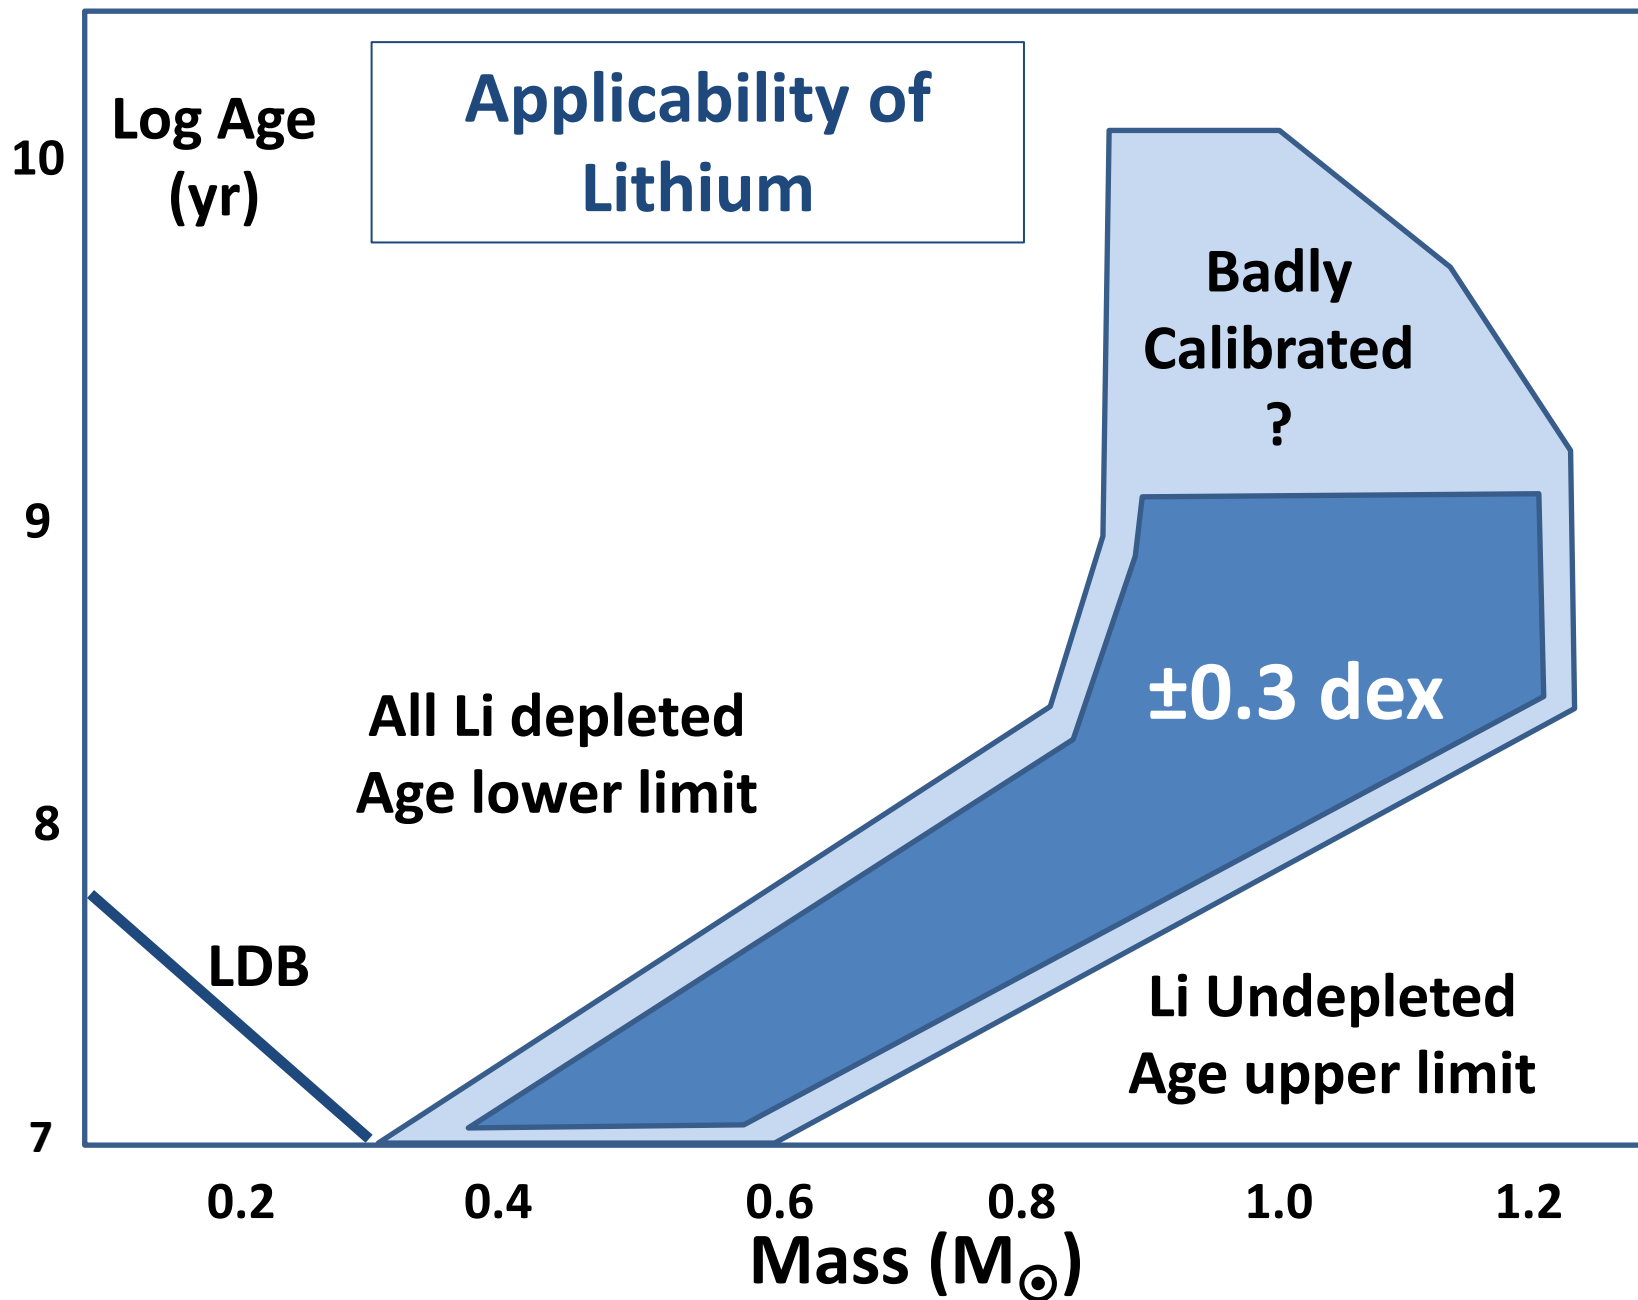 Applicability of
Lithium
Log Age
(yr)
10
9
8
7
Badly
Calibrated
?
±0.3 dex
All Li depleted
Age lower limit
LDB
Li Undepleted
Age upper limit
0.2 0.4 0.6 0.8 1.0 1.2
Mass (M☉)